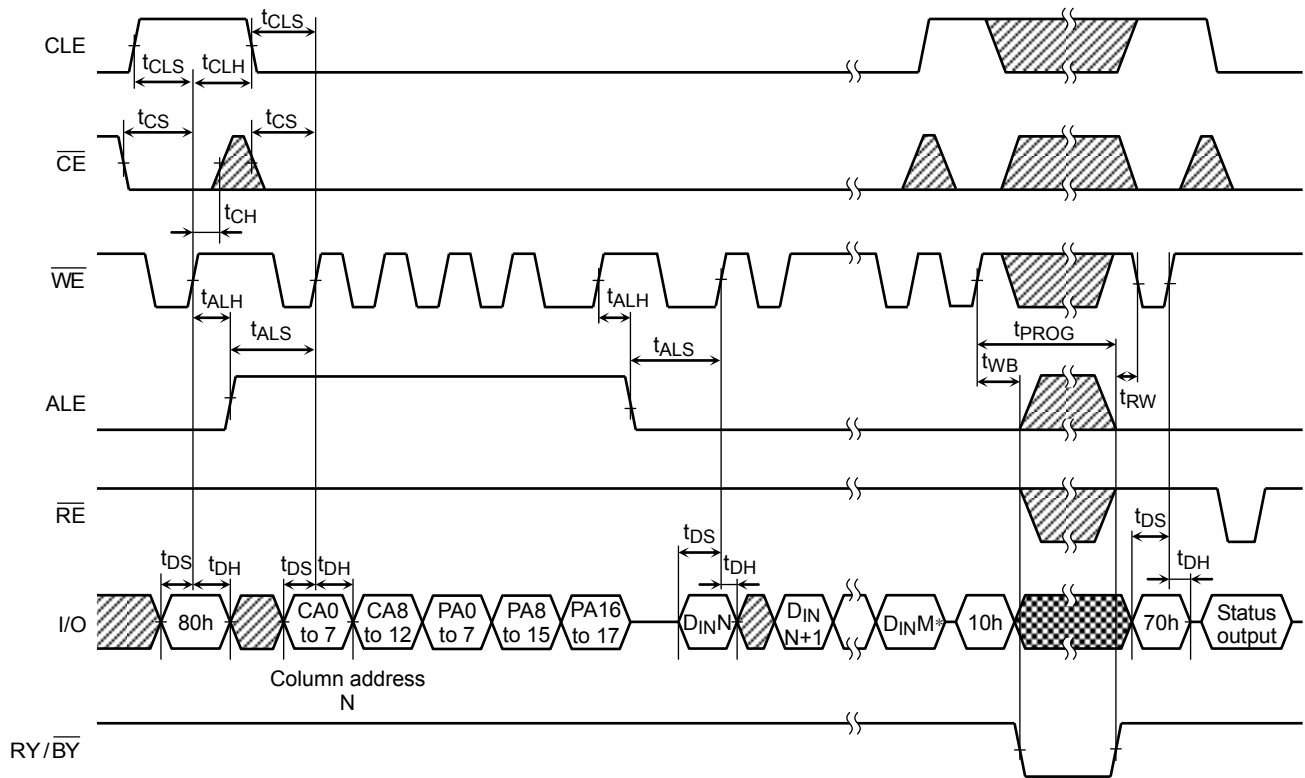 tCLS
CLE
tCLS tCLH
tCS tCS
CE
tCH
WE
tALH tALH
tALS tPROG
tALS tWB
ALE tRW
RE
tDS tDS
tDS tDH tDS tDH tDH tDH
I/O 80h CA0 to 7 CA8 to 12 PA0 to 7 PA8 to 15 PA16 to 17 DINN DIN N+1 DINM* 10h 70h Status output
Column address
N
RY/BY